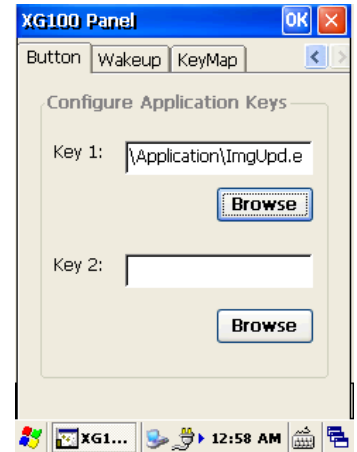 XG100 Panel OK
Button Wakeup KeyMap
Configure Application Keys
Key 1: \Application\ImgUpd.e
Browse
Key 2:
Browse
XG1... 12:58 AM